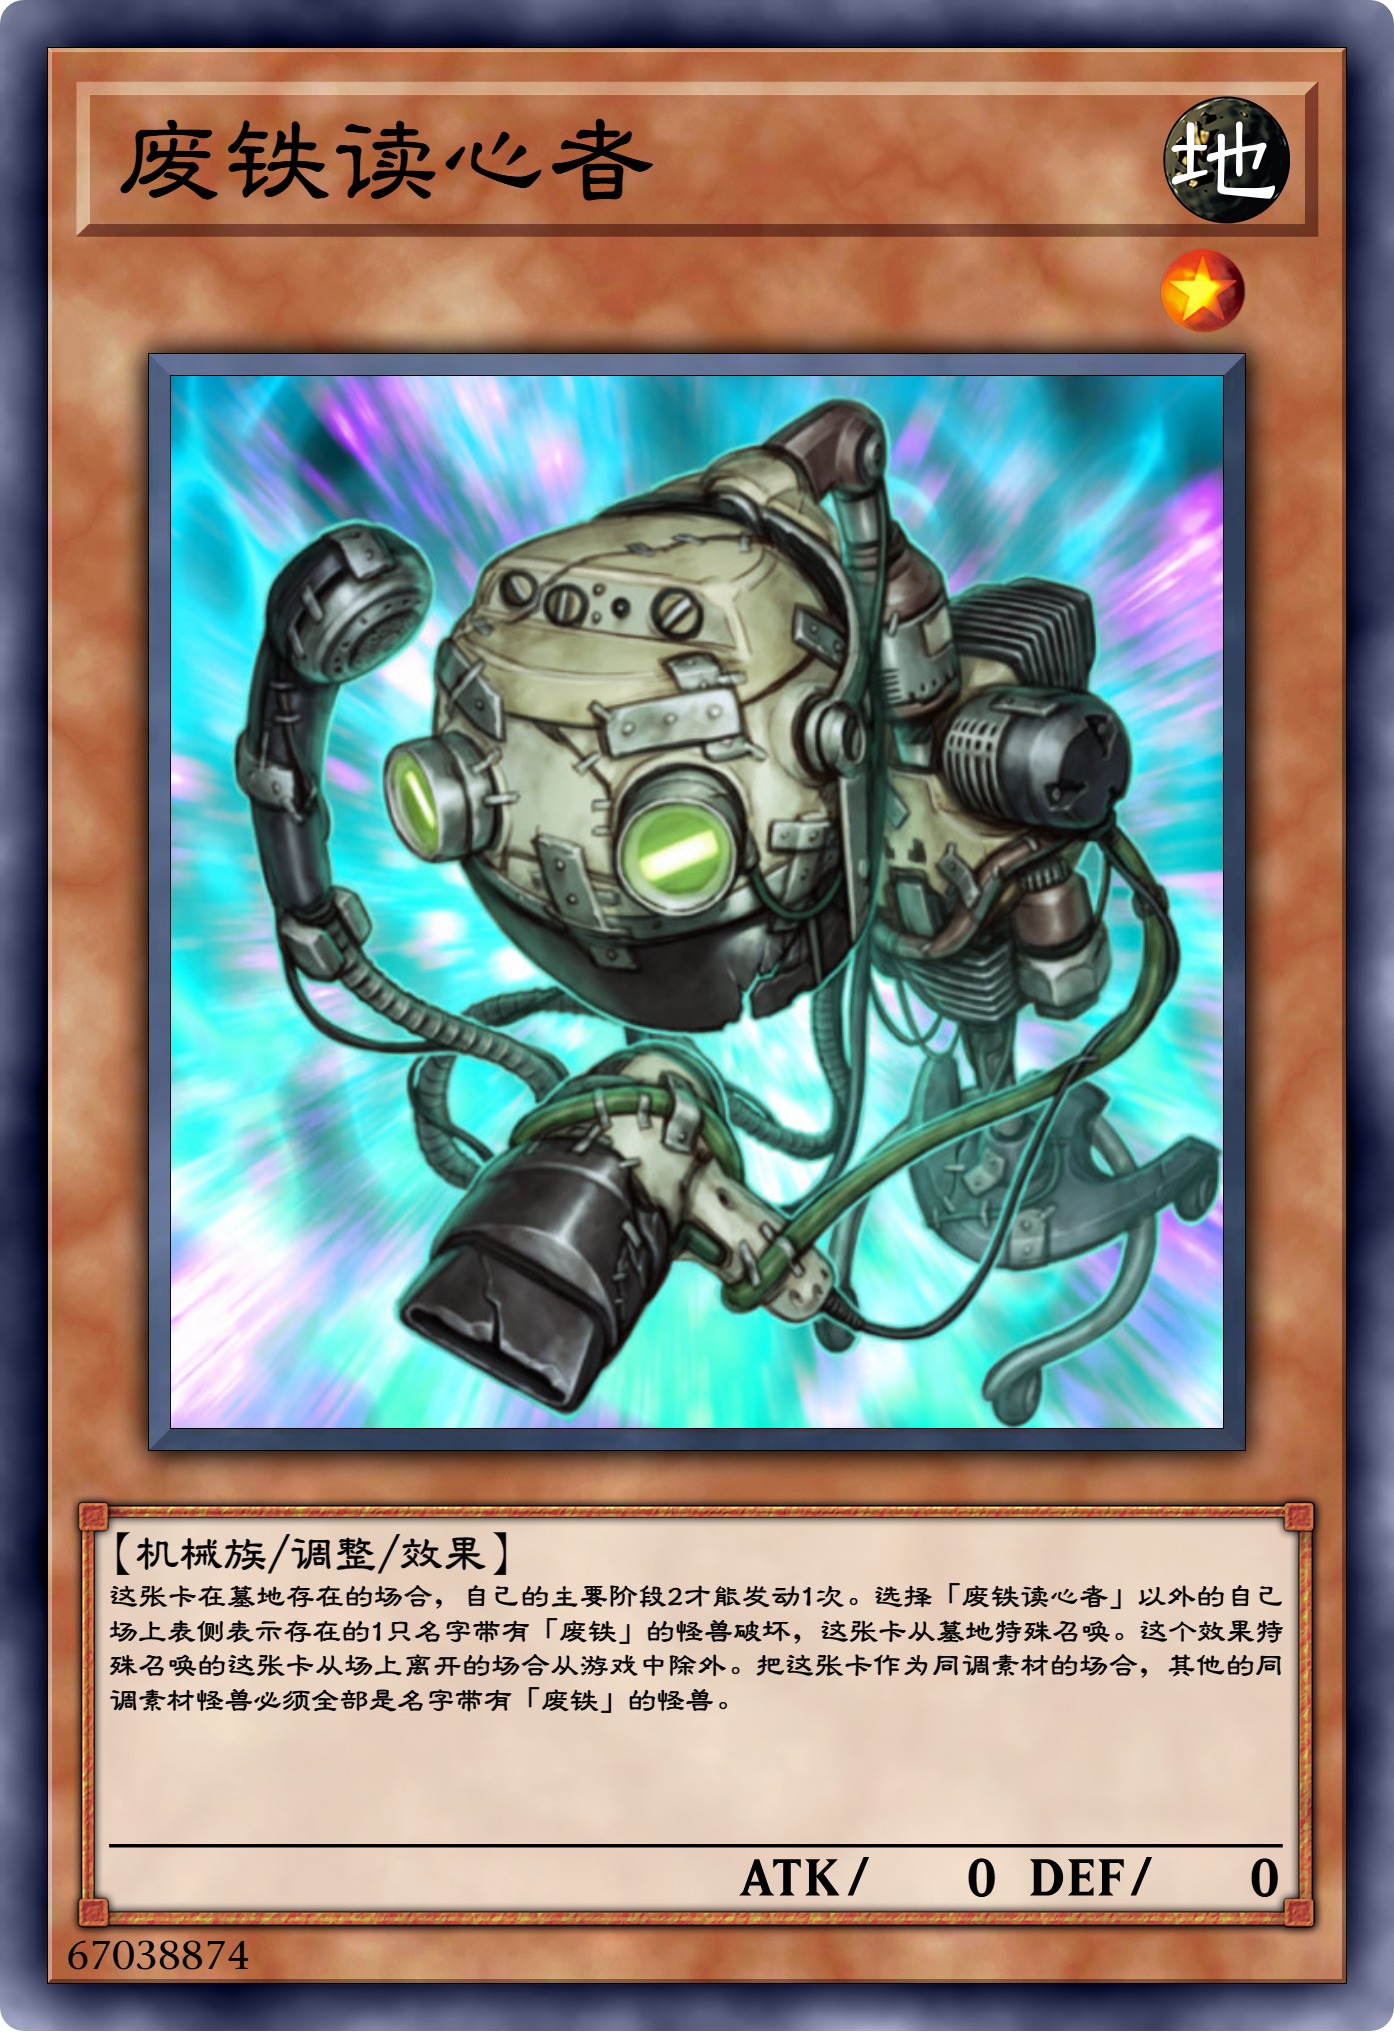 废铁读心者
地
【机械族/调整/效果】
这张卡在墓地存在的场合，自己的主要阶段2才能发动1次。选择「废铁读心者」以外的自己
场上表侧表示存在的1只名字带有「废铁」的怪兽破坏，这张卡从墓地特殊召唤。这个效果特
殊召唤的这张卡从场上离开的场合从游戏中除外。把这张卡作为同调素材的场合，其他的同
调素材怪兽必须全部是名字带有「废铁」的怪兽。
ATK/ 0 DEF/ 0
67038874